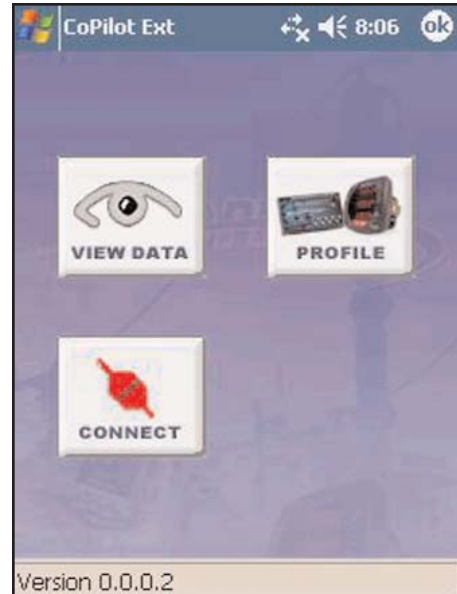 CoPilot Ext 8:06 ok
VIEW DATA PROFILE
CONNECT
Version 0.0.0.2